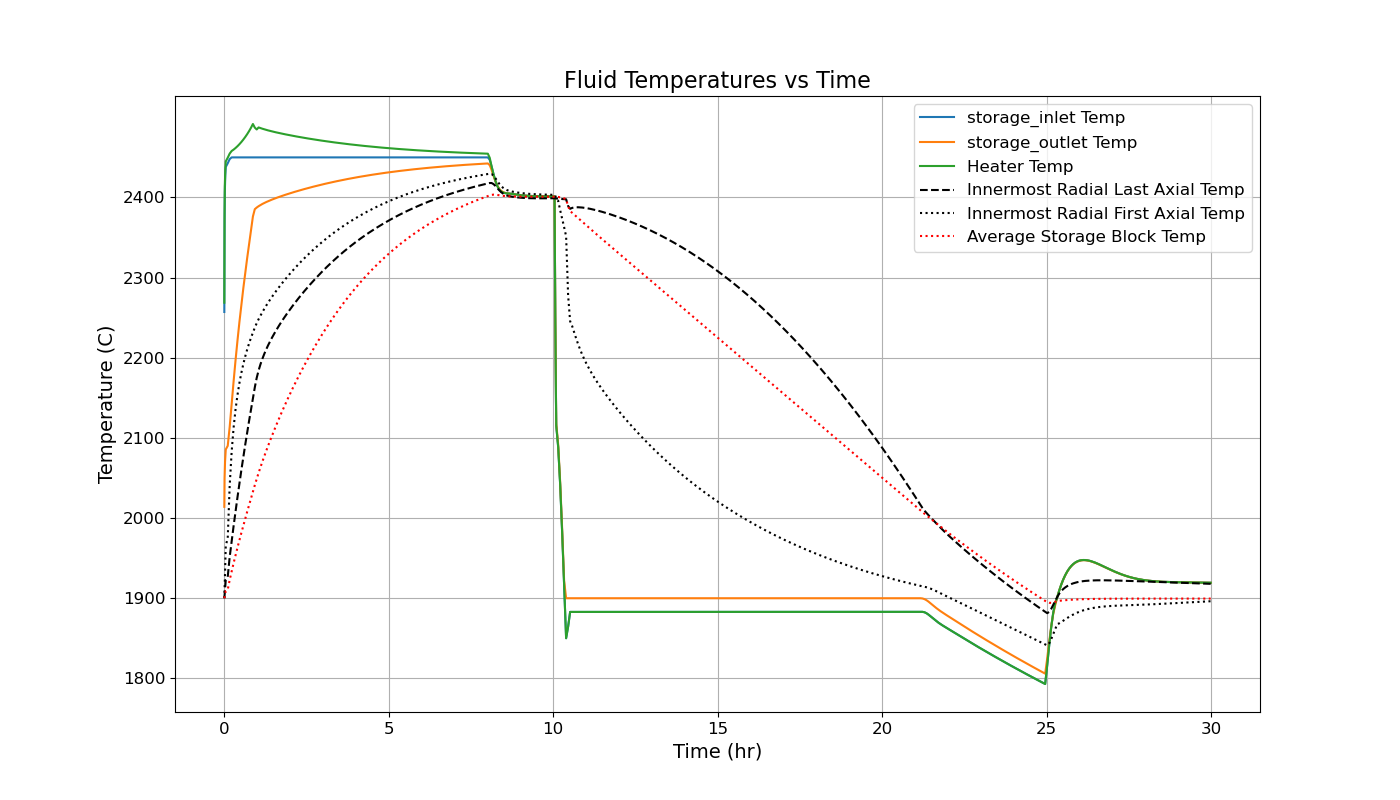 Fluid Temperatures vs Time
storage_inlet Temp
storage_outlet Temp
Heater Temp
Innermost Radial Last Axial Temp
Innermost Radial First Axial Temp
Average Storage Block Temp
Temperature (C)
2400
2300
2200
2100
2000
1900
1800
0 5 10 15 20 25 30
Time (hr)